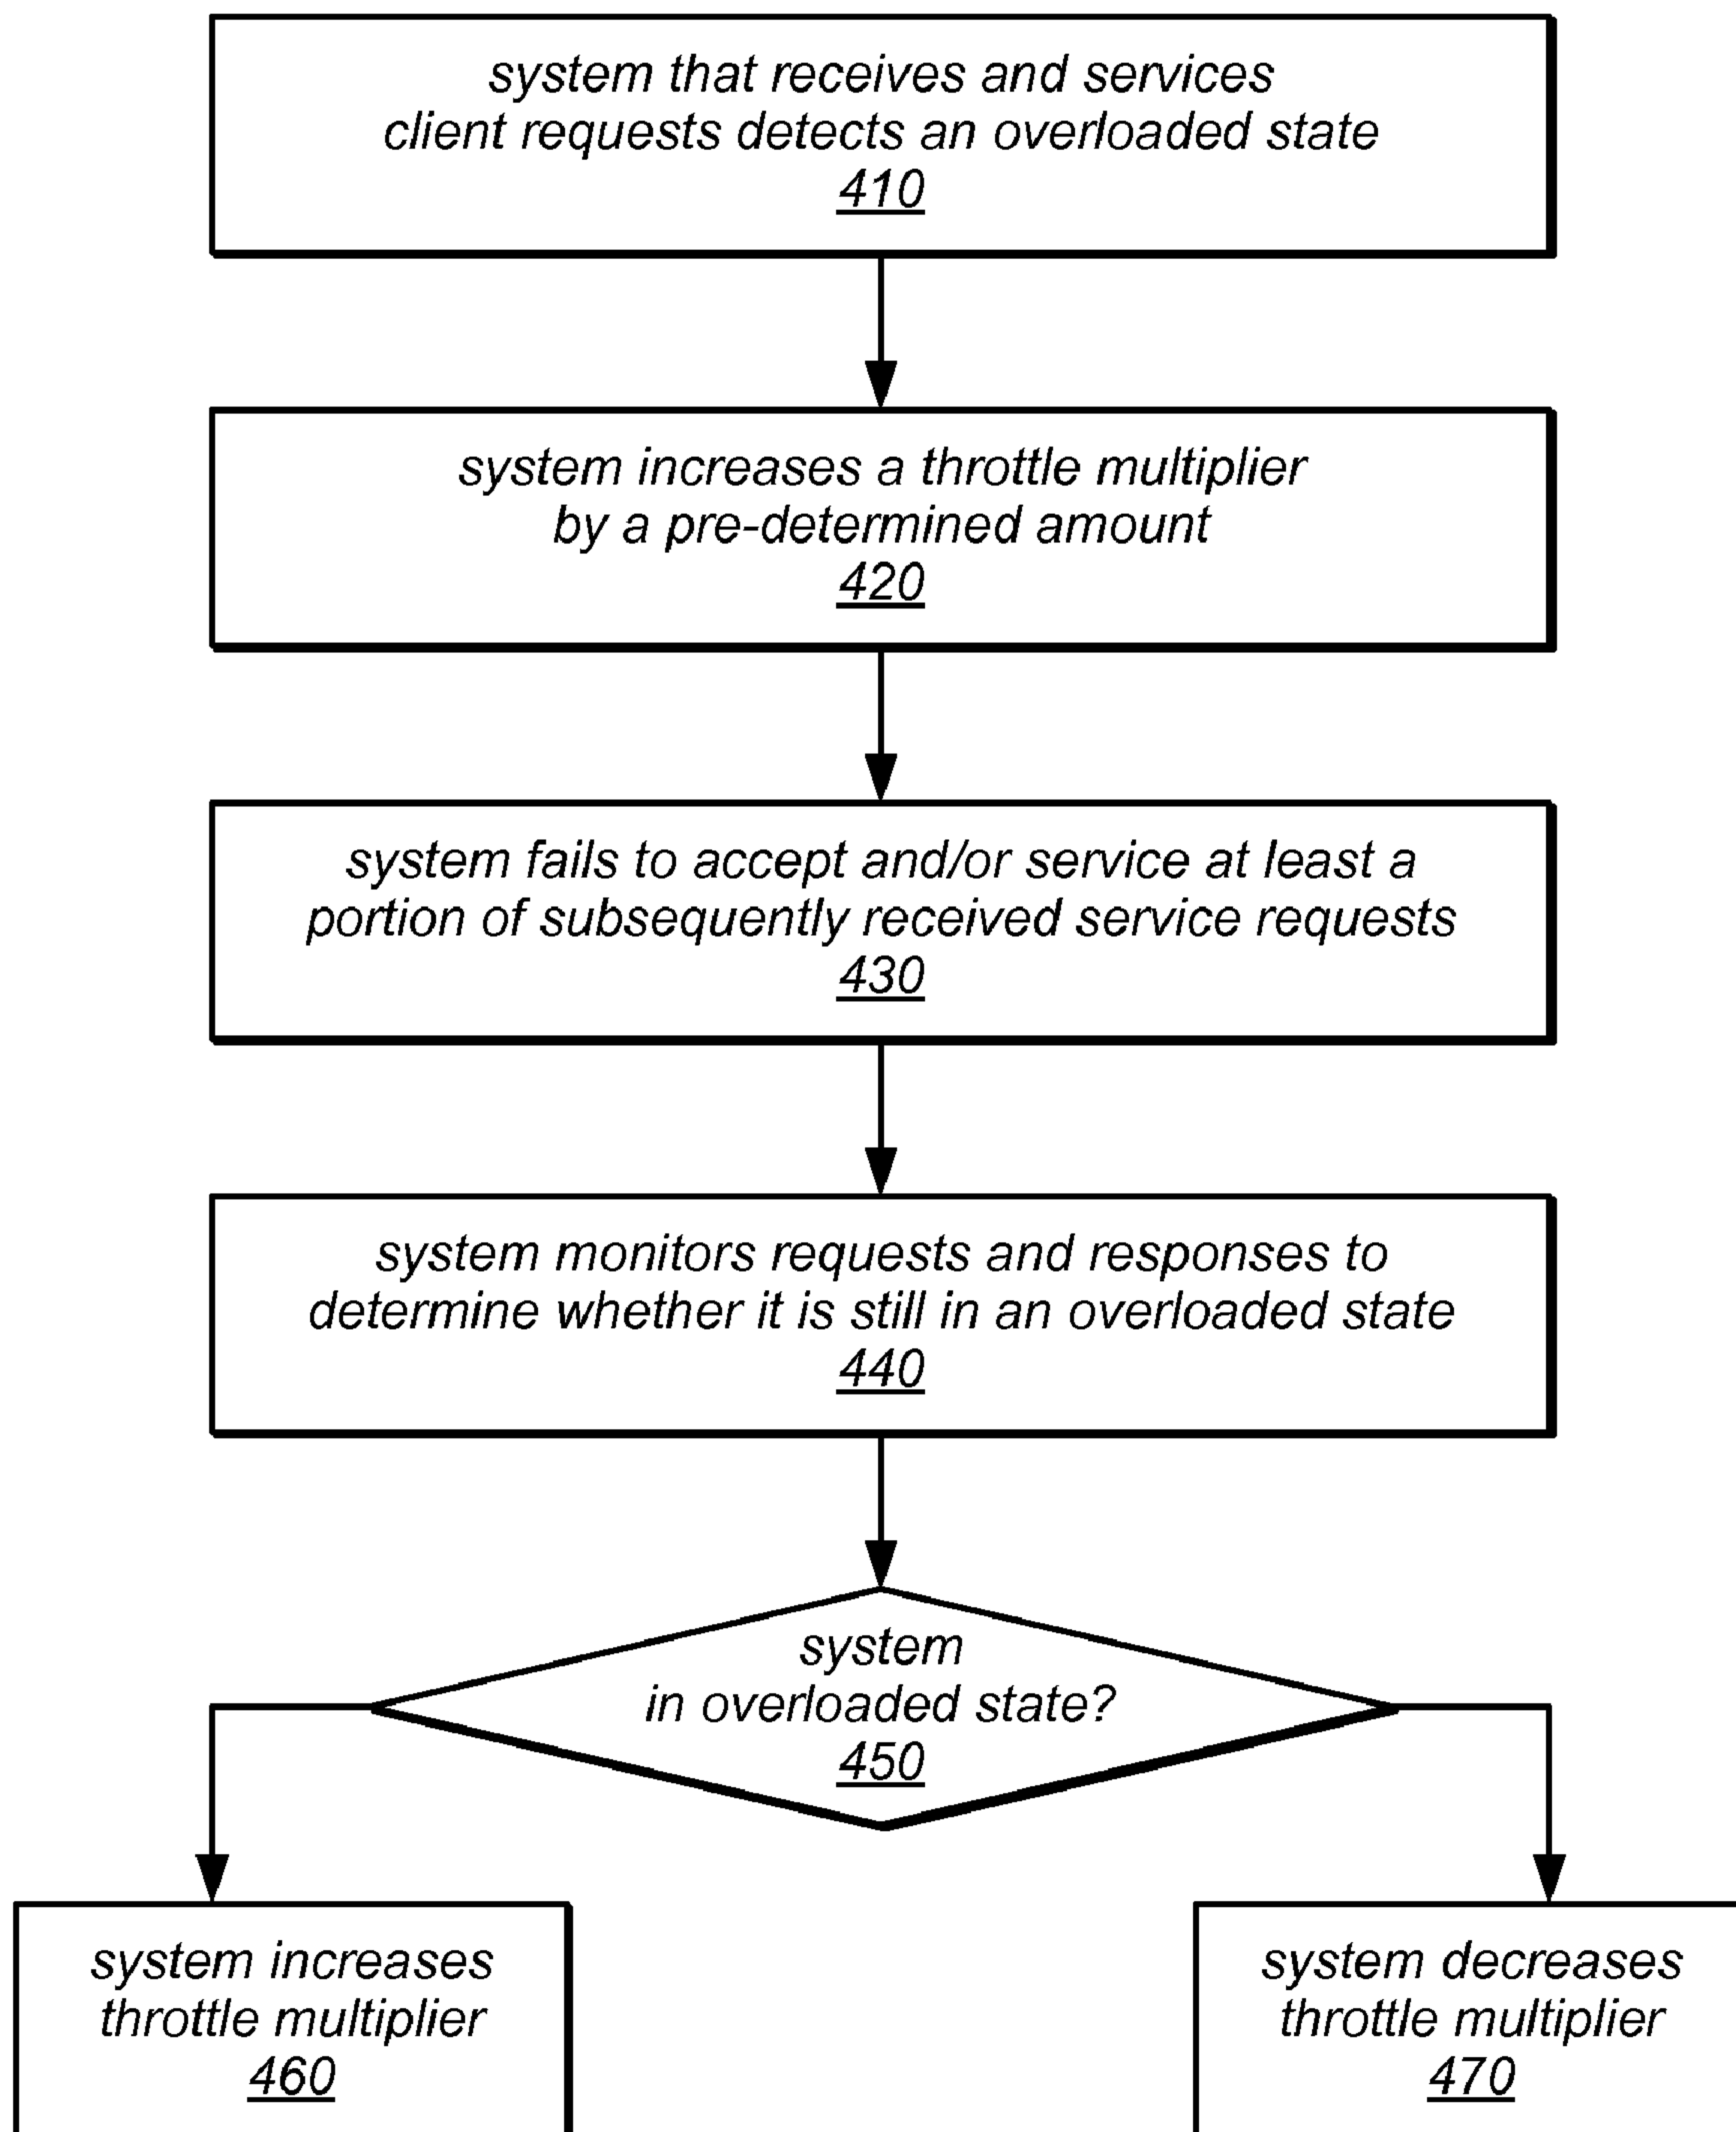 system that receives and services
client requests detects an overloaded state
410
system increases a throttle multiplier
by a pre-determined amount
420
system fails to accept and/or service at least a
portion of subsequently received service requests
430
system monitors requests and responses to
determine whether it is still in an overloaded state
440
system
in overloaded state?
450
system increases
throttle multiplier
460
system decreases
throttle multiplier
470